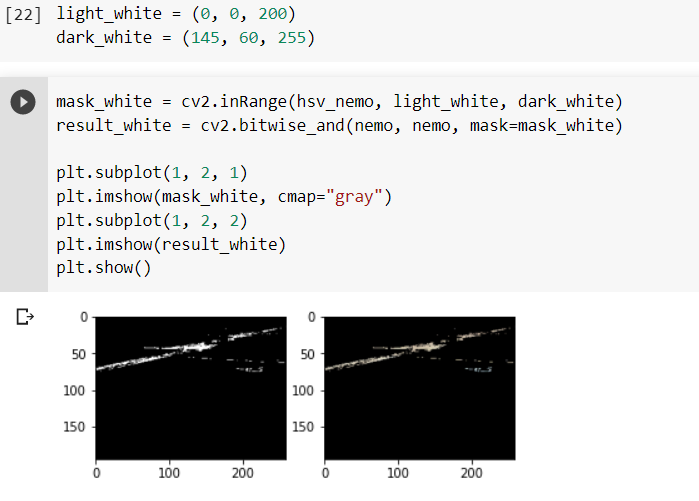 [22] light_white = (0, 0, 200)
dark_white = (145, 60, 255)
mask_white = cv2.inRange(hsv_nemo, light_white, dark_white)
result_white = cv2.bitwise_and(nemo, nemo, mask=mask_white)
plt.subplot(1, 2, 1)
plt.imshow(mask_white, cmap="gray")
plt.subplot(1, 2, 2)
plt.imshow(result_white)
plt.show()
0
50
100
150
0 100 200
0
50
100
150
0 100 200